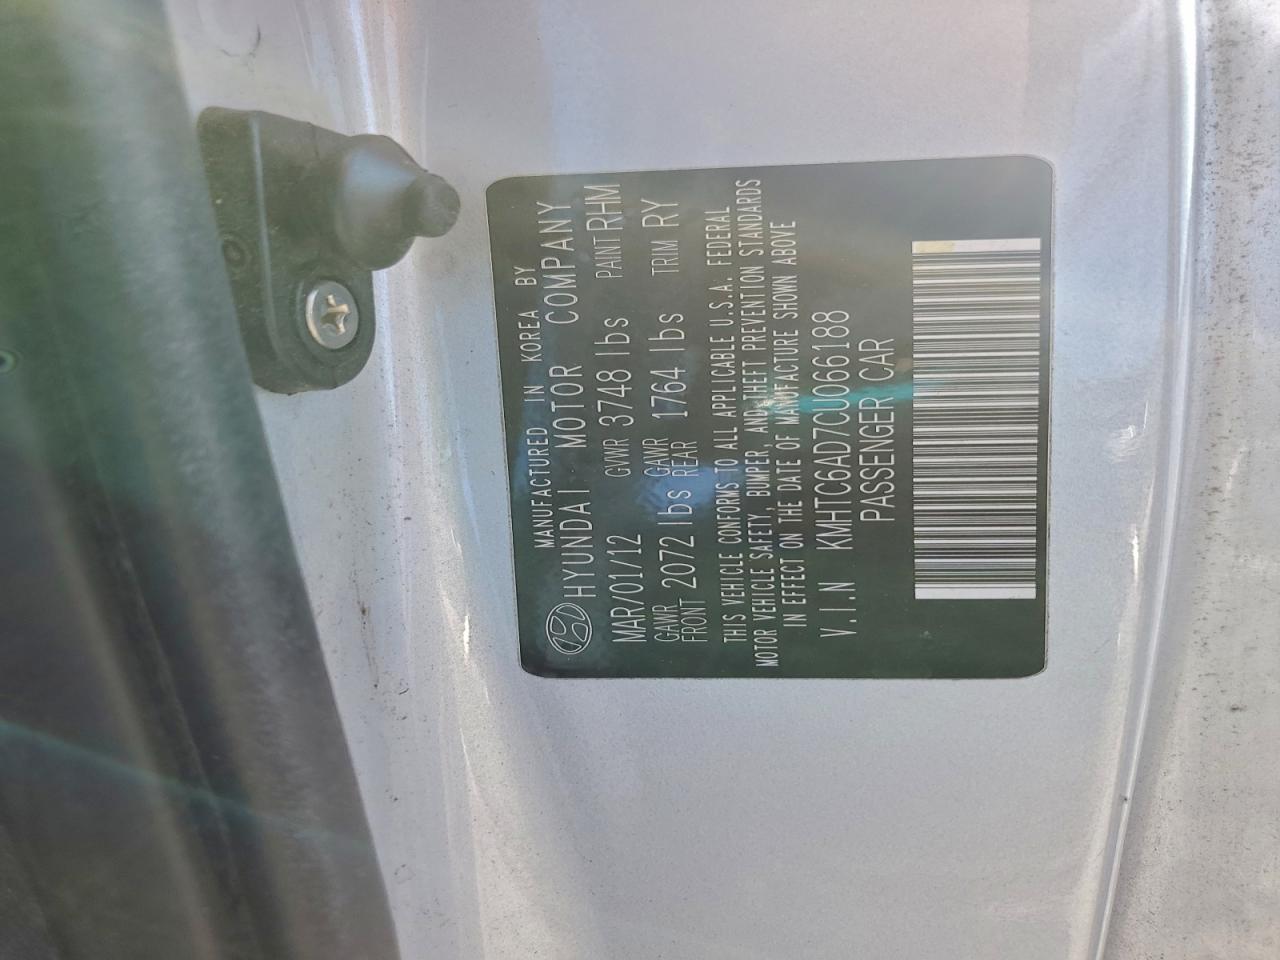 MANUFACTURED IN KOREA BY
HYUNDAI MOTOR COMPANY
MAR/01/12 GVWR 3748 lbs PAINT RHM
GAWR FRONT 2072 lbs GAWR REAR 1764 lbs TRIM RY
THIS VEHICLE CONFORMS TO ALL APPLICABLE U.S.A. FEDERAL
MOTOR VEHICLE SAFETY, BUMPER, AND THEFT PREVENTION STANDARDS
IN EFFECT ON THE DATE OF MANUFACTURE SHOWN ABOVE
V.I.N KMHTC6AD7CU066188
PASSENGER CAR